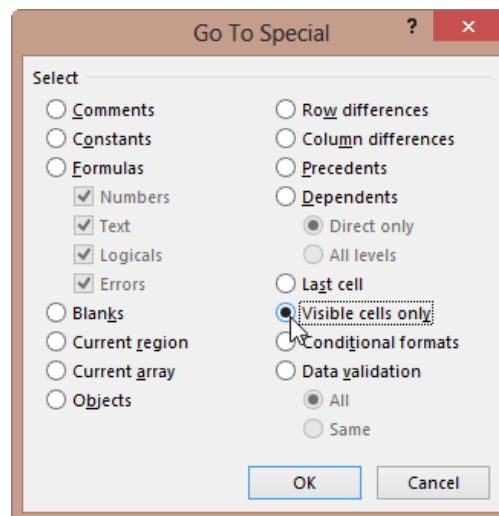 Go To Special
?
×
Select
Comments
Constants
Formulas
Numbers
Text
Logicals
Errors
Blanks
Current region
Current array
Objects
Row differences
Column differences
Precedents
Dependents
Direct only
All levels
Last cell
Visible cells only
Conditional formats
Data validation
All
Same
OK
Cancel